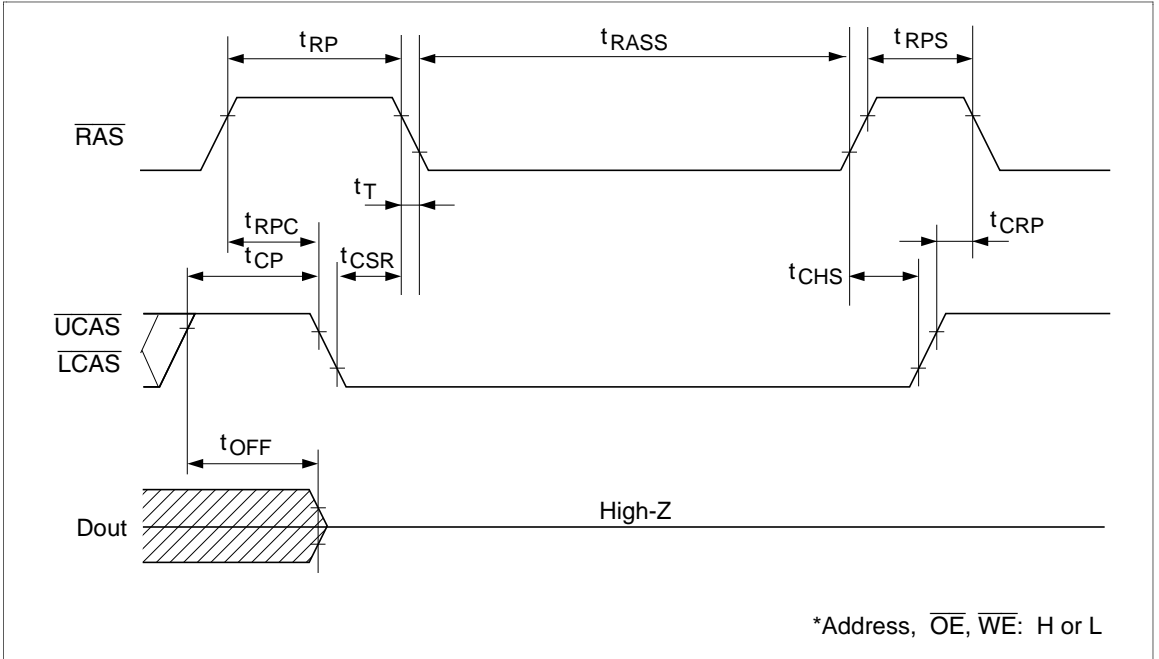 tRP
tRASS
tRPS
RAS
tT
tRPC
tCRP
tCP
tCSR
tCHS
UCAS
LCAS
tOFF
High-Z
Dout
*Address, OE, WE: H or L